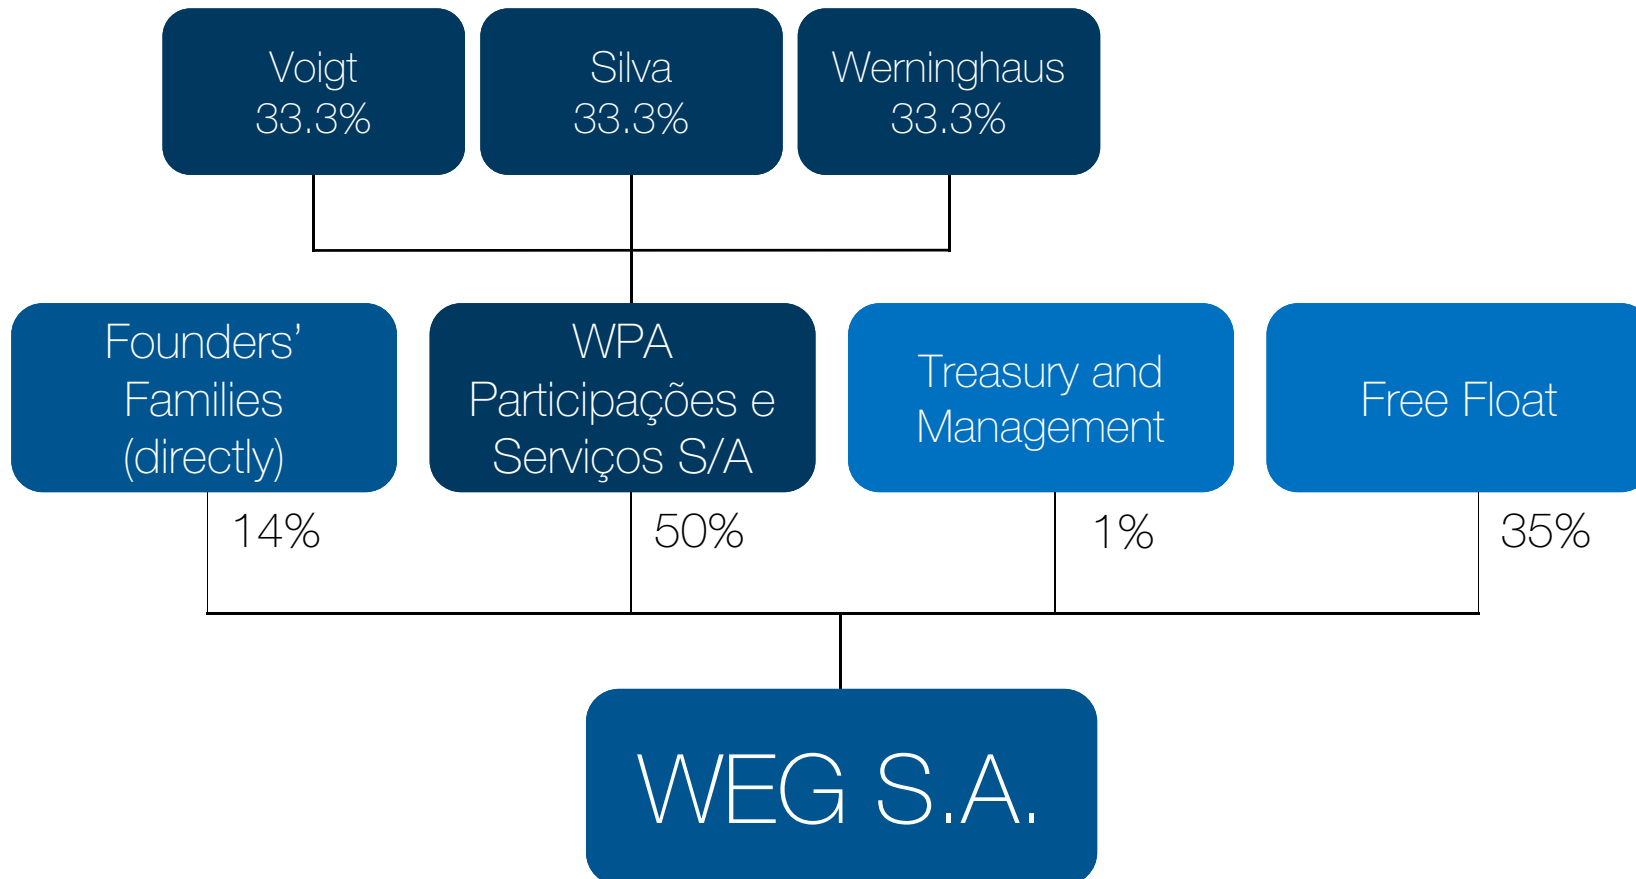 Voigt
33.3%
Silva
33.3%
Werninghaus
33.3%
Founders’
Families
(directly)
WPA
Participações e
Serviços S/A
Treasury and
Management
Free Float
14%
50%
1%
35%
WEG S.A.